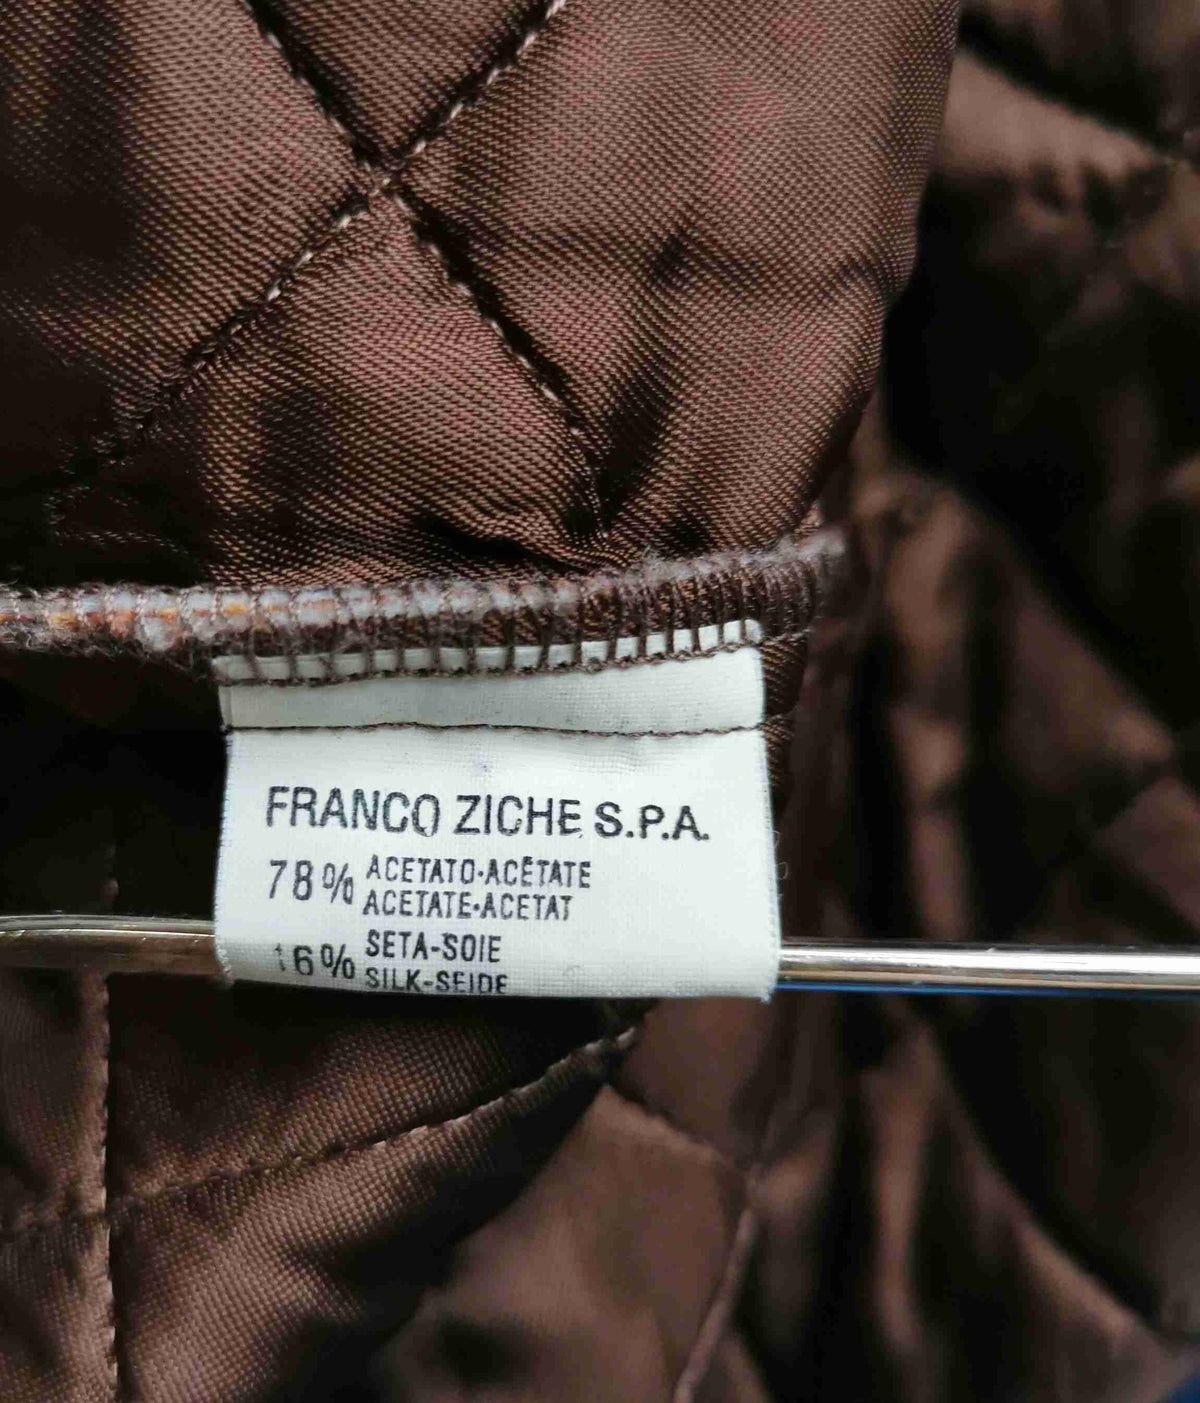 FRANCO ZICHE S.P.A.
78% ACETATO·ACÉTATE
ACETATE·ACETAT
16% SETA-SOIE
SILK-SEIDE